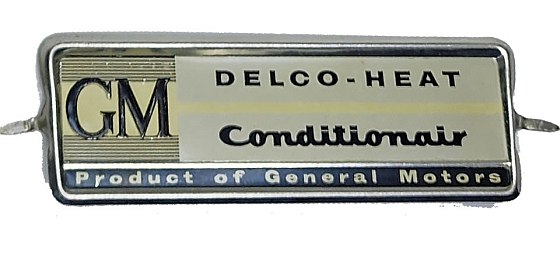 GM
DELCO-HEAT
Conditionair
Product of General Motors